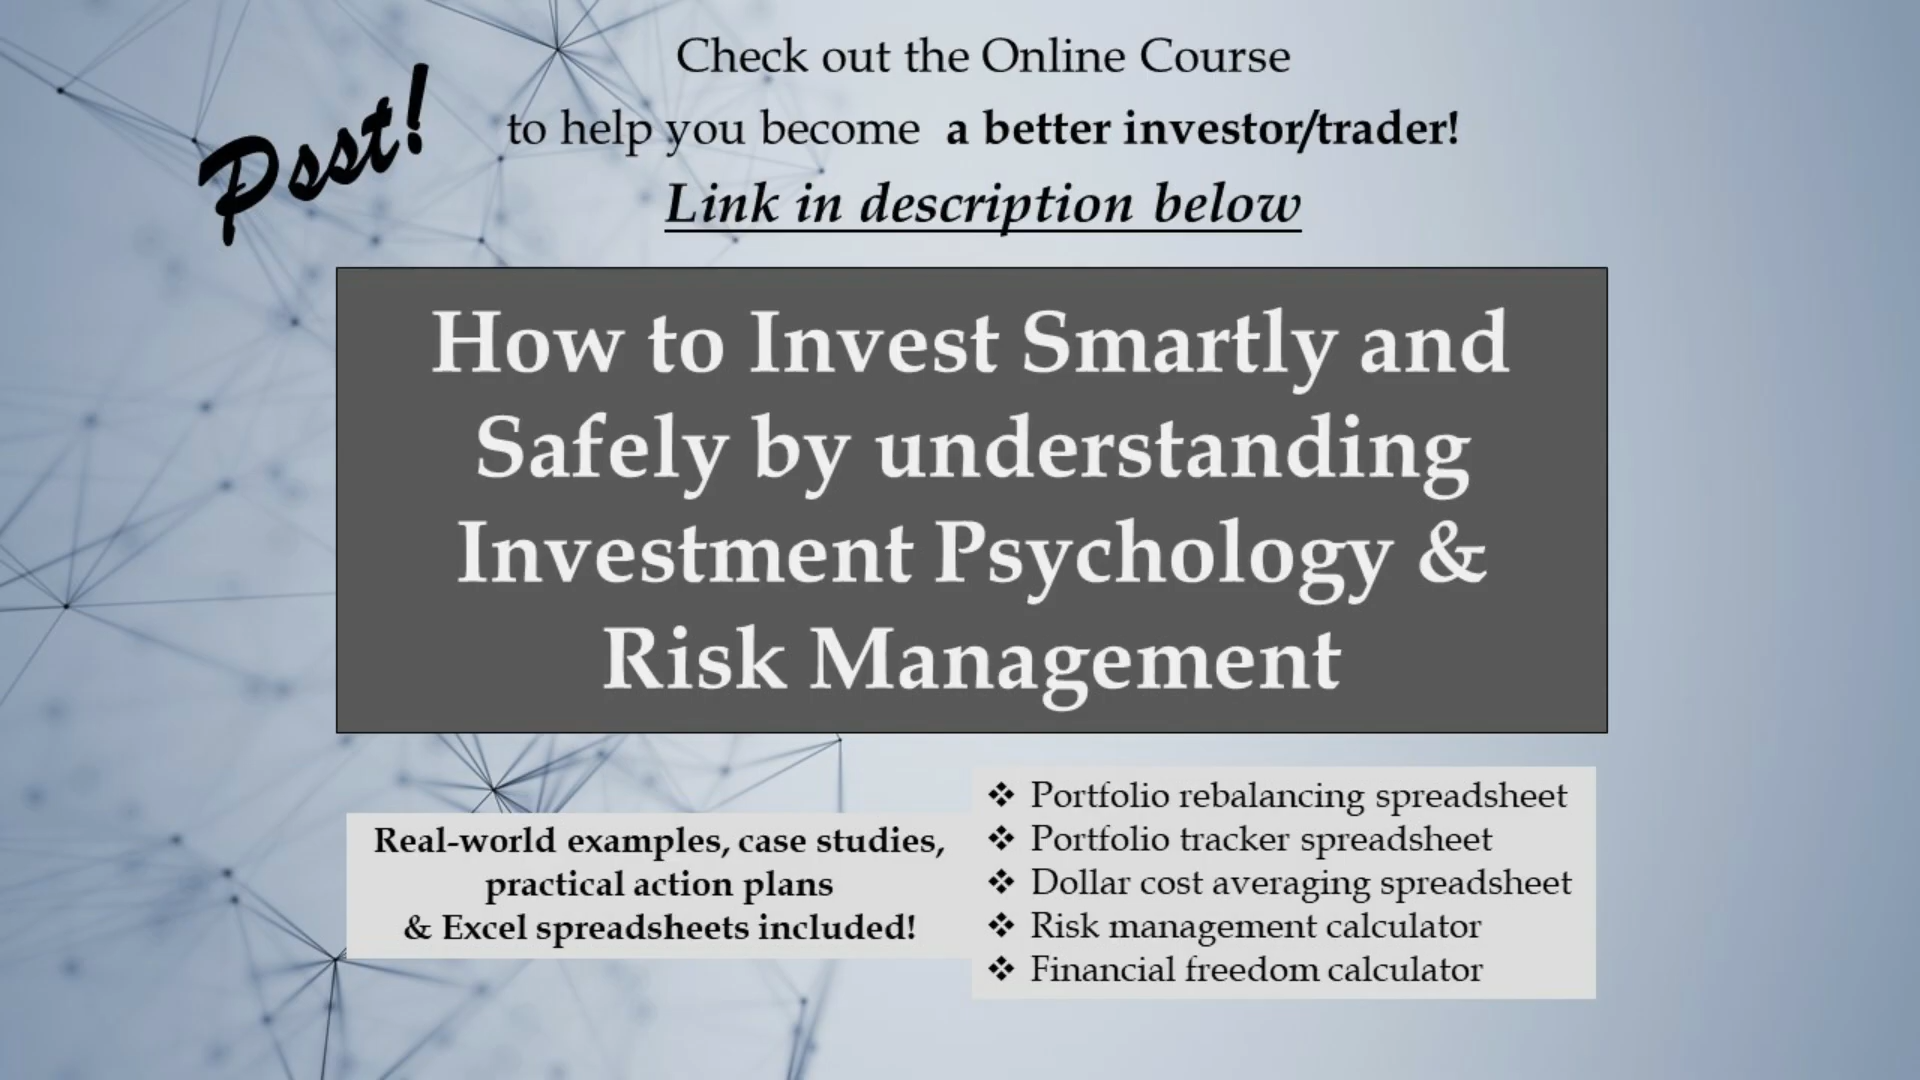 Psst!
Check out the Online Course
to help you become a better investor/trader!
Link in description below
How to Invest Smartly and
Safely by understanding
Investment Psychology &
Risk Management
Real-world examples, case studies,
practical action plans
& Excel spreadsheets included!
❖ Portfolio rebalancing spreadsheet
❖ Portfolio tracker spreadsheet
❖ Dollar cost averaging spreadsheet
❖ Risk management calculator
❖ Financial freedom calculator